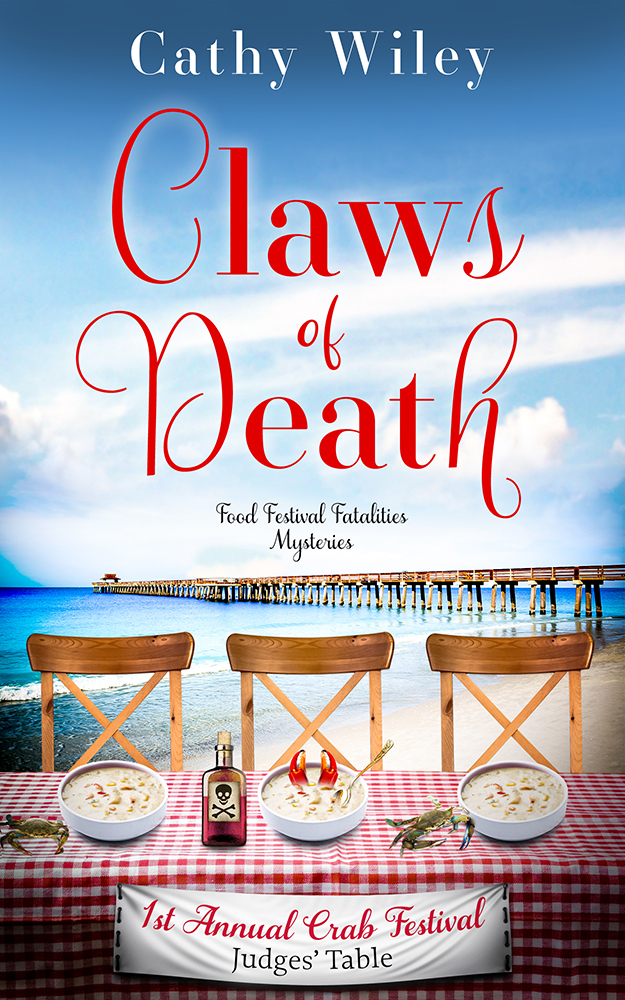 Cathy Wiley
Claws
of
Death
Food Festival Fatalities
Mysteries
1st Annual Crab Festival
Judges' Table